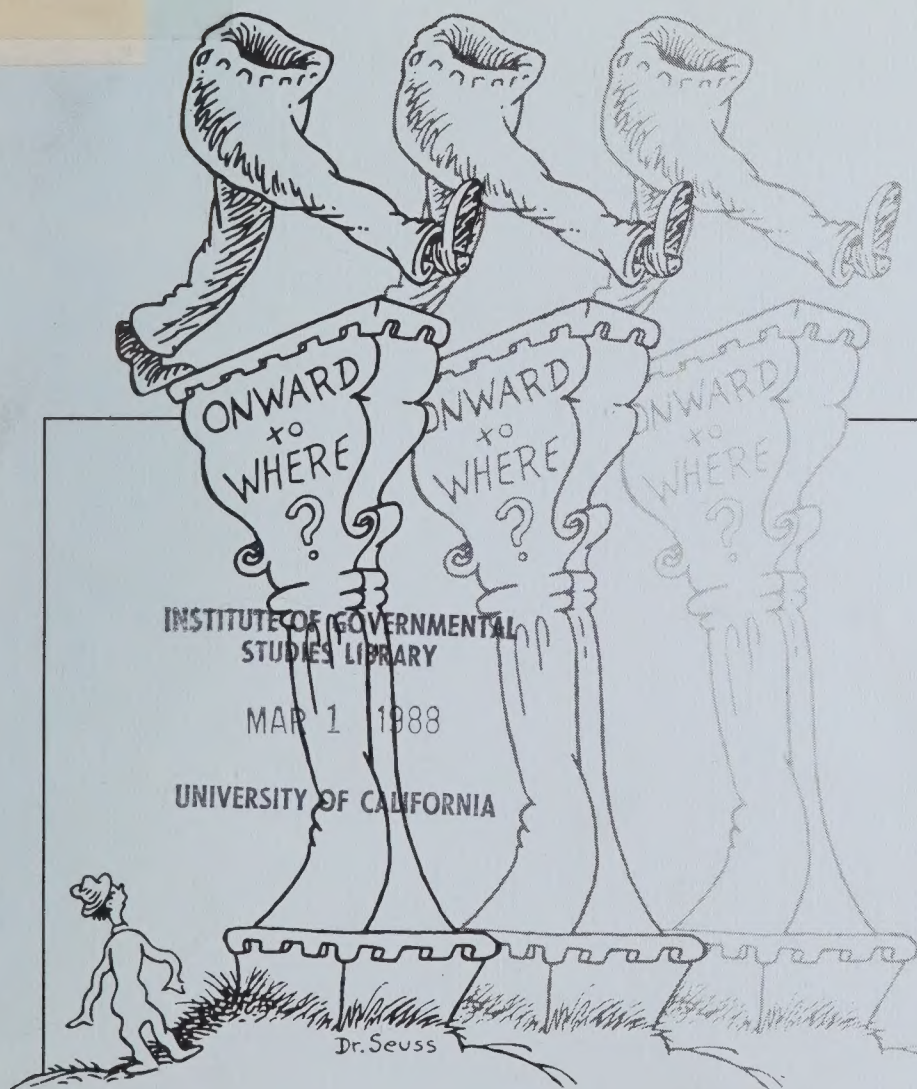 ONWARD
to
WHERE
?
ONWARD
to
WHERE
?
ONWARD
to
WHERE
?
INSTITUTE OF GOVERNMENTAL
STUDIES LIBRARY
MAR 1 1988
UNIVERSITY OF CALIFORNIA
Dr. Seuss